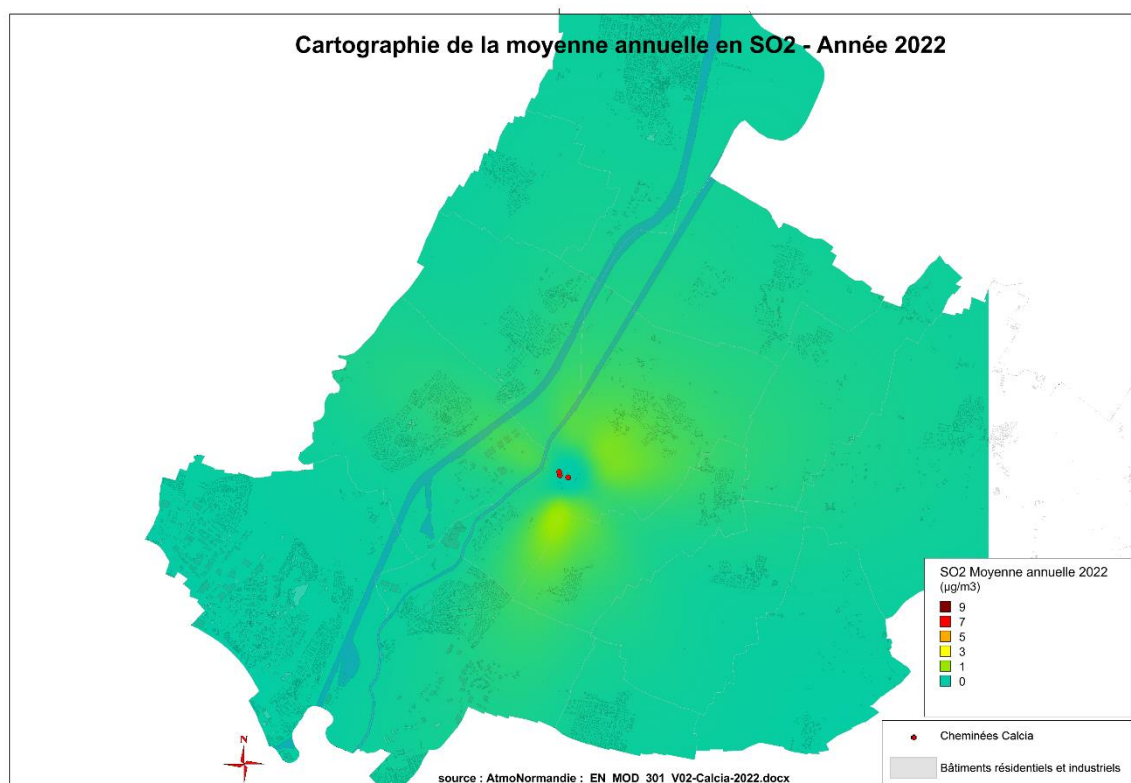 Cartographie de la moyenne annuelle en SO2 - Année 2022
SO2 Moyenne annuelle 2022
(µg/m3)
9
7
5
3
1
0
Cheminées Calcia
Bâtiments résidentiels et industriels
N
source : AtmoNormandie : EN_MOD_301_V02-Calcia-2022.docx